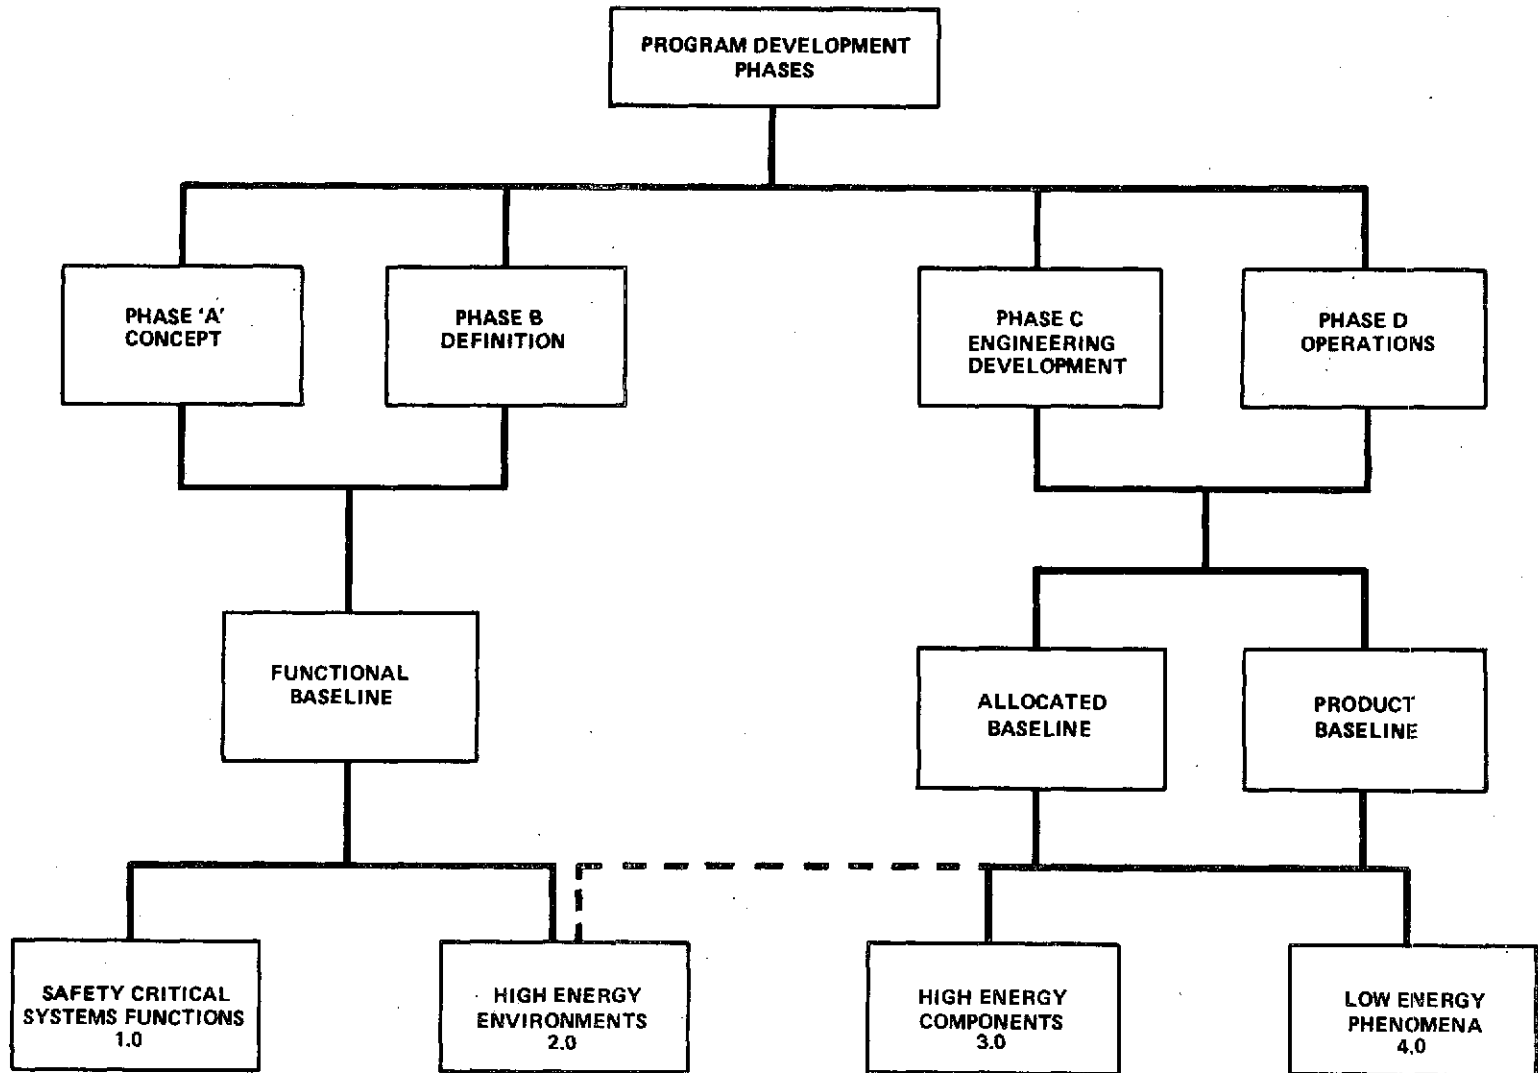 PROGRAM DEVELOPMENT
PHASES
PHASE 'A'
CONCEPT
PHASE B
DEFINITION
PHASE C
ENGINEERING
DEVELOPMENT
PHASE D
OPERATIONS
FUNCTIONAL
BASELINE
ALLOCATED
BASELINE
PRODUCT
BASELINE
SAFETY CRITICAL
SYSTEMS FUNCTIONS
1.0
HIGH ENERGY
ENVIRONMENTS
2.0
HIGH ENERGY
COMPONENTS
3.0
LOW ENERGY
PHENOMENA
4.0